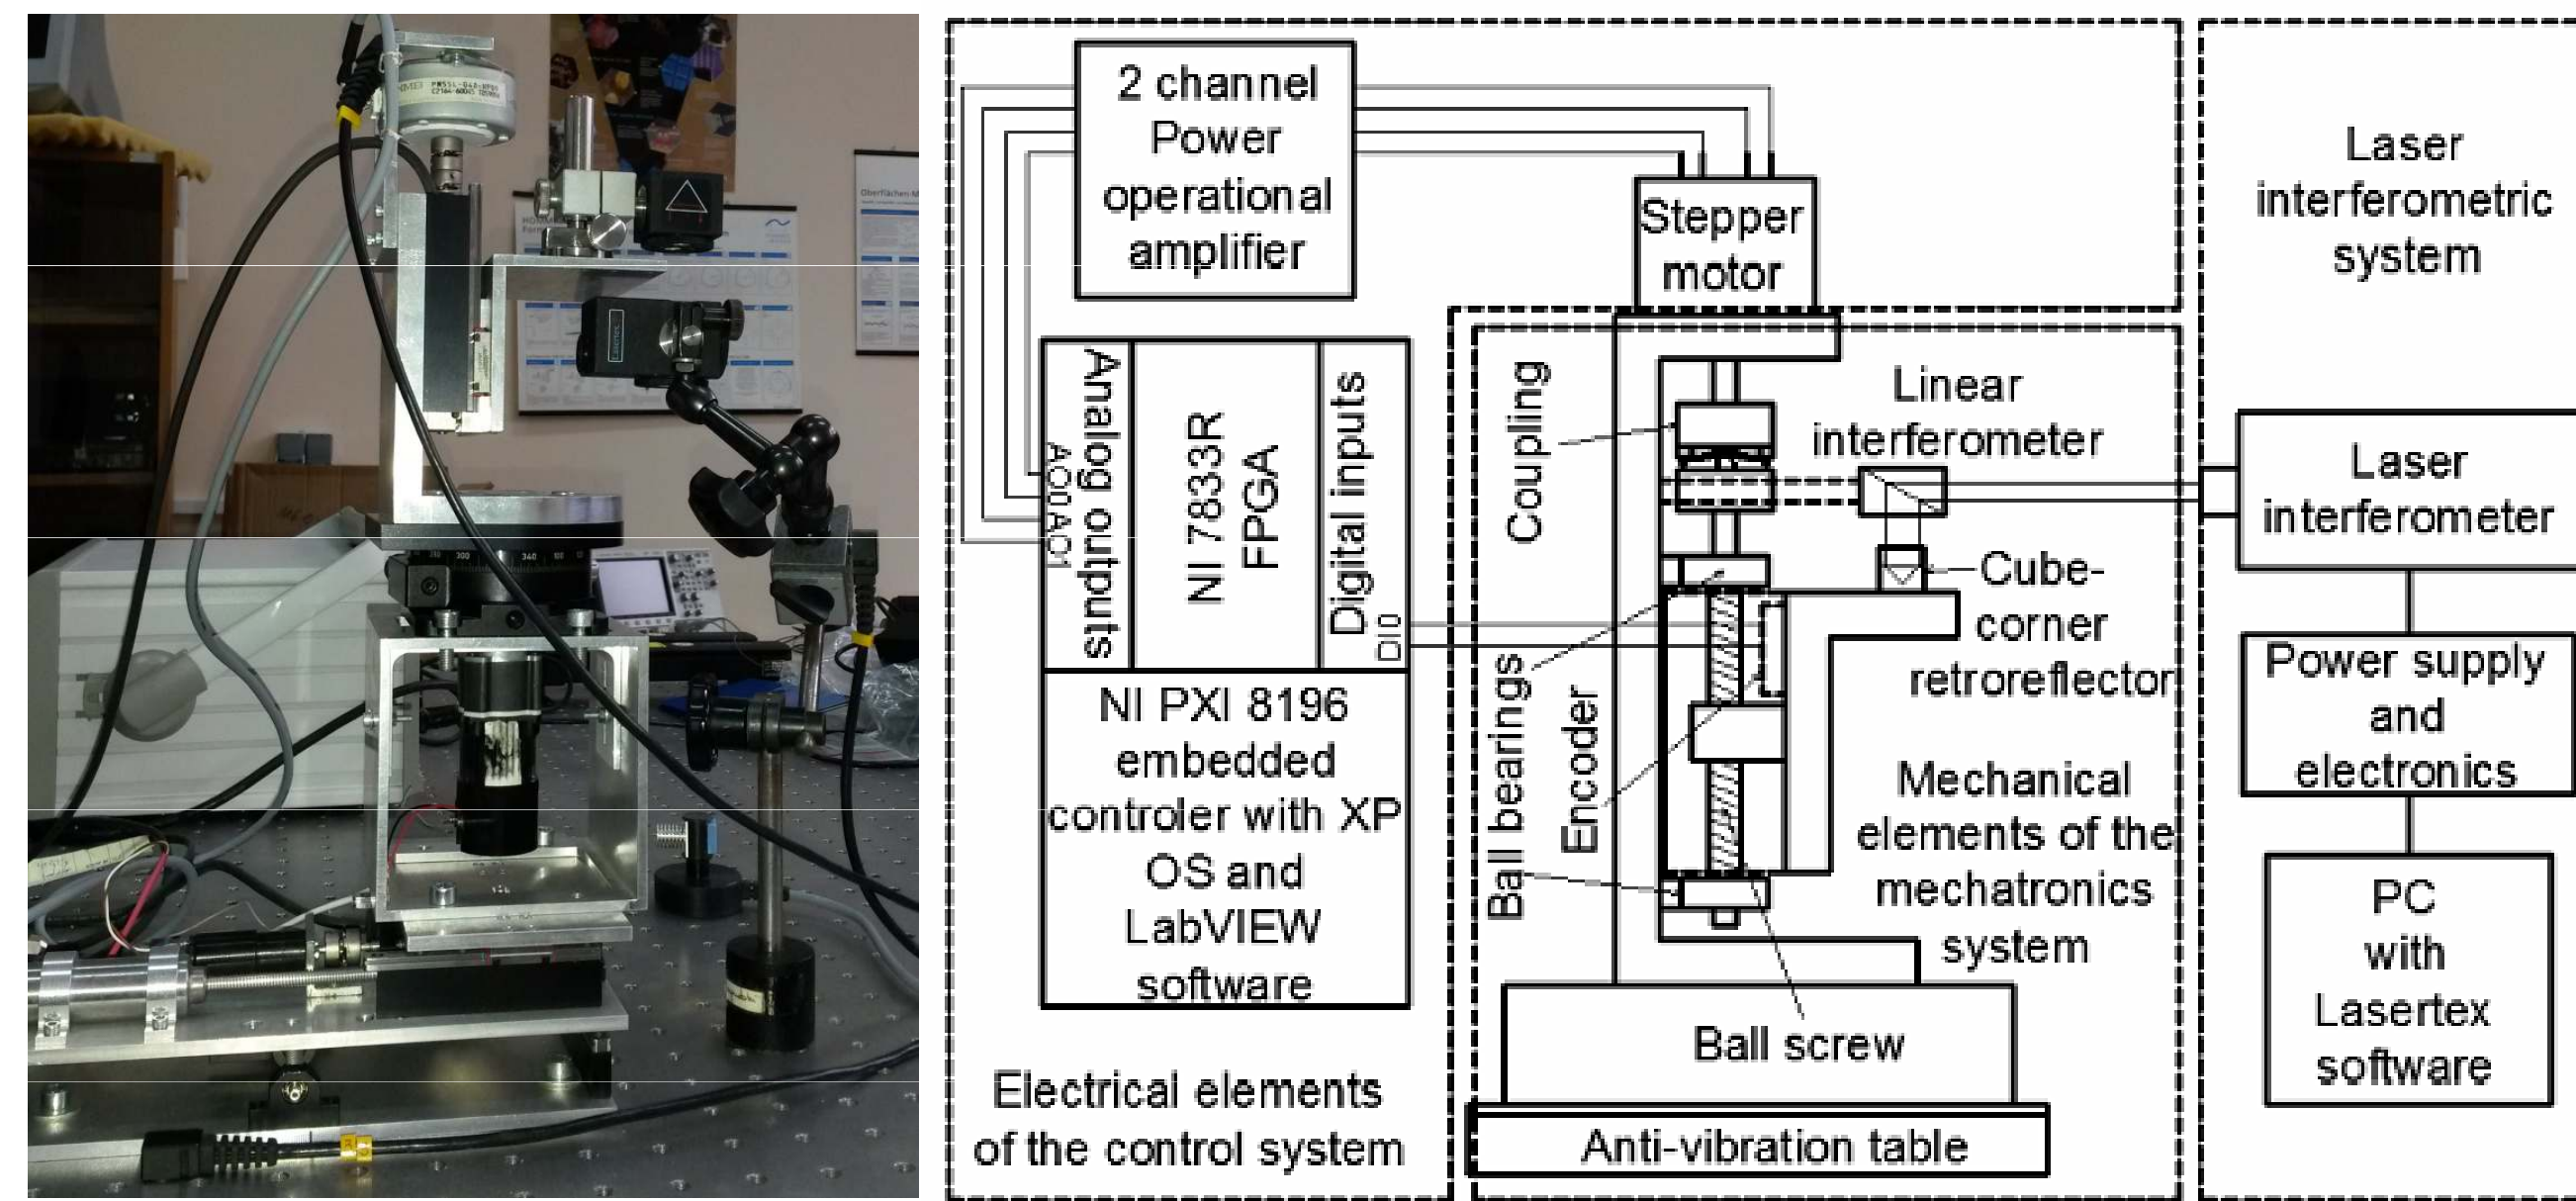 2 channel
Power
operational
amplifier
Stepper
motor
Laser
interferometric
system
Analog outputs
AO0
AO1
NI 7833R
FPGA
Digital inputs
DI0
NI PXI 8196
embedded
controler with XP
OS and
LabVIEW
software
Electrical elements
of the control system
Coupling
Linear
interferometer
Cube-
corner
retroreflector
Ball bearings
Encoder
Mechanical
elements of the
mechatronics
system
Ball screw
Anti-vibration table
Laser
interferometer
Power supply
and
electronics
PC
with
Lasertex
software